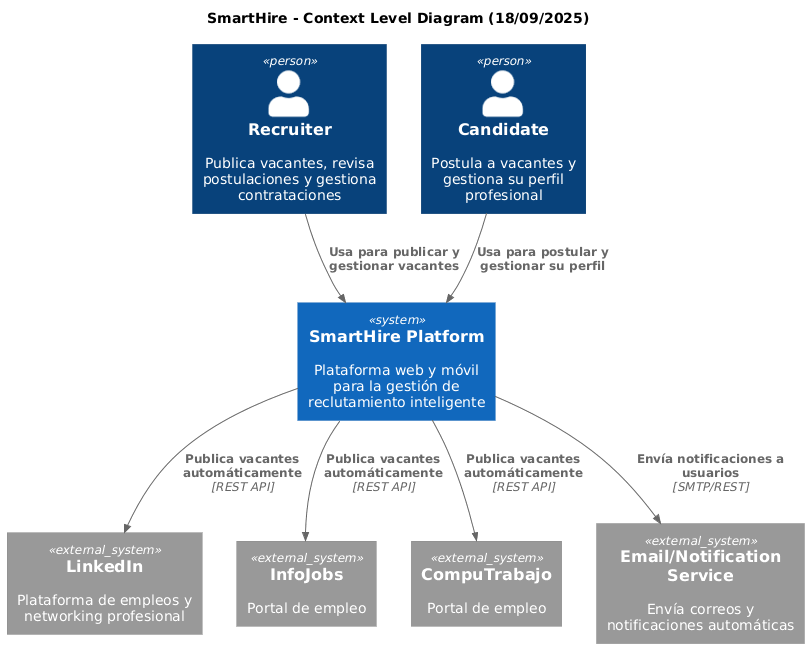 SmartHire - Context Level Diagram (18/09/2025)
«person»
Recruiter
Publica vacantes, revisa
postulaciones y gestiona
contrataciones
«person»
Candidate
Postula a vacantes y
gestiona su perfil
profesional
Usa para publicar y
gestionar vacantes
Usa para postular y
gestionar su perfil
«system»
SmartHire Platform
Plataforma web y móvil
para la gestión de
reclutamiento inteligente
Publica vacantes
automáticamente
[REST API]
Publica vacantes
automáticamente
[REST API]
Publica vacantes
automáticamente
[REST API]
Envía notificaciones a
usuarios
[SMTP/REST]
«external_system»
LinkedIn
Plataforma de empleos y
networking profesional
«external_system»
InfoJobs
Portal de empleo
«external_system»
CompuTrabajo
Portal de empleo
«external_system»
Email/Notification
Service
Envía correos y
notificaciones automáticas